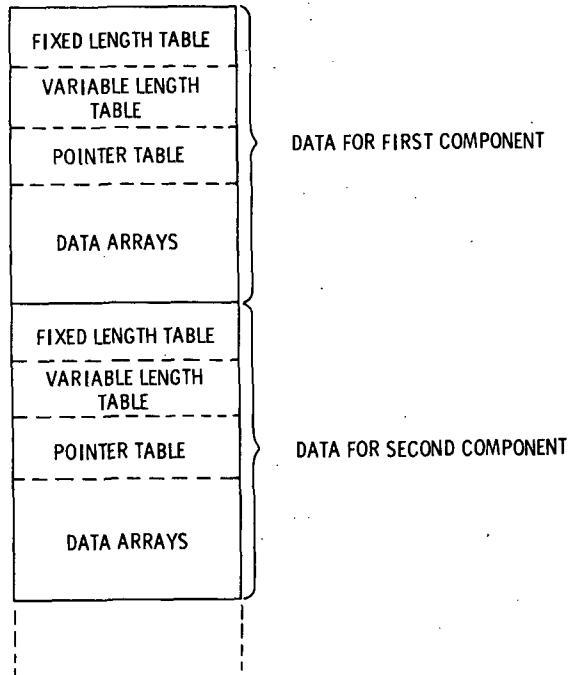 FIXED LENGTH TABLE
VARIABLE LENGTH
TABLE
POINTER TABLE
DATA ARRAYS
DATA FOR FIRST COMPONENT
FIXED LENGTH TABLE
VARIABLE LENGTH
TABLE
POINTER TABLE
DATA ARRAYS
DATA FOR SECOND COMPONENT